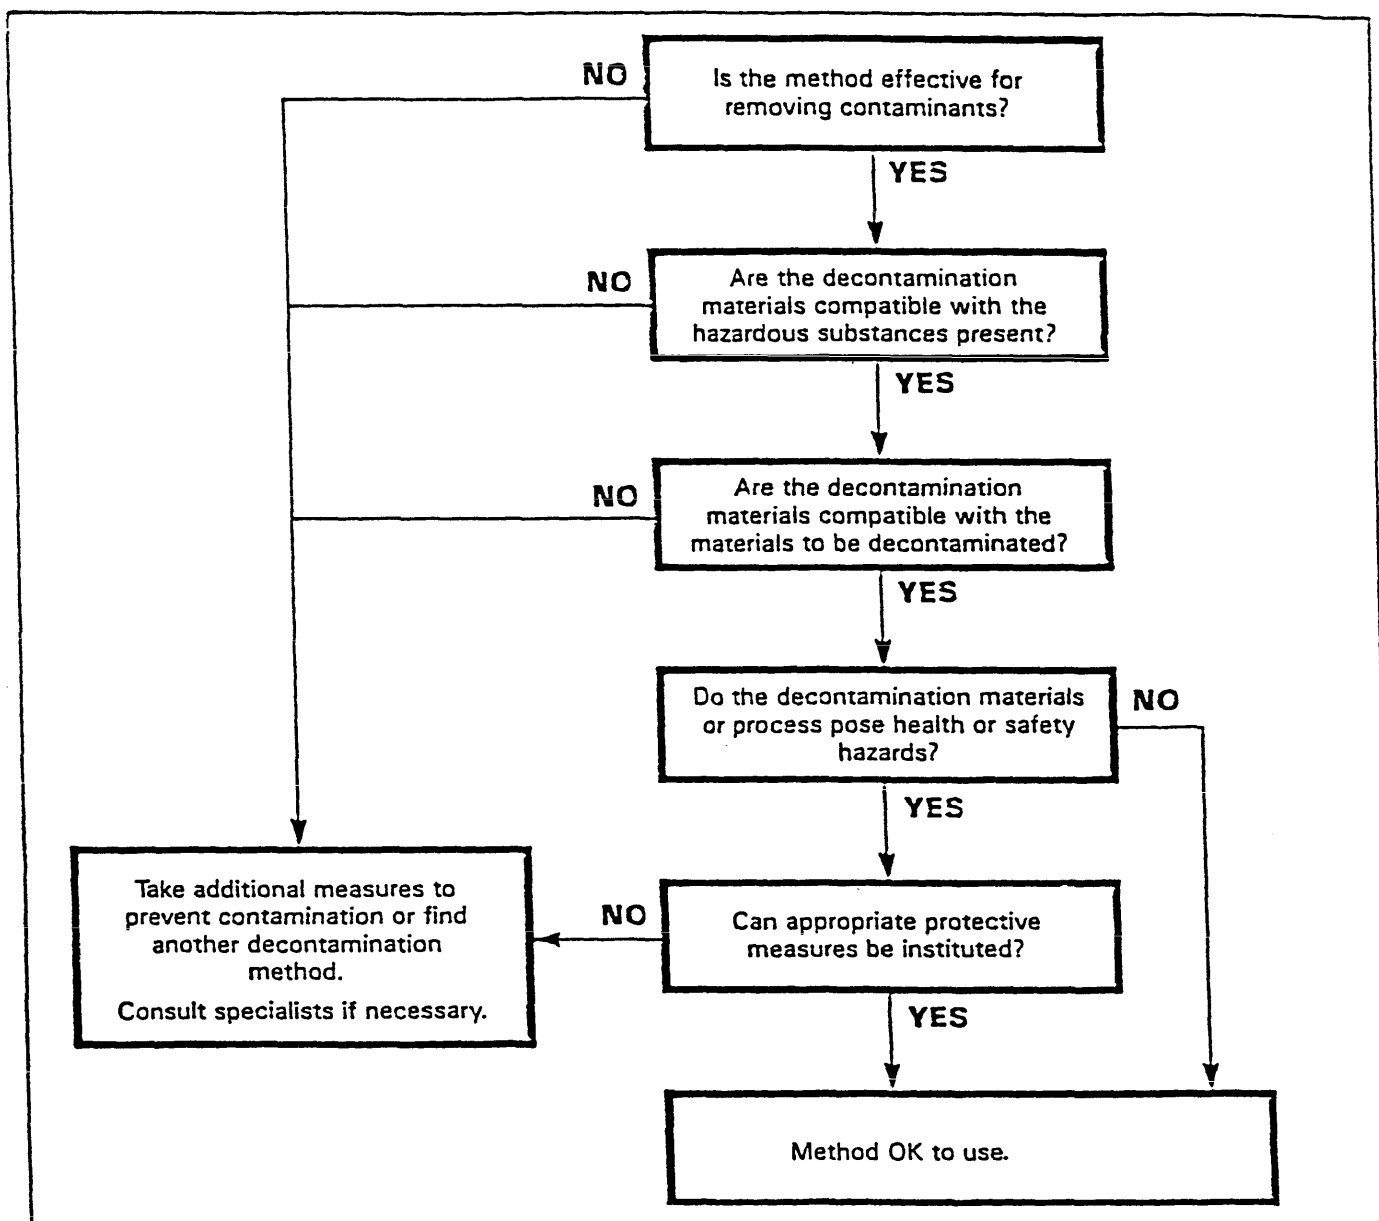 NO
Is the method effective for
removing contaminants?
YES
NO
Are the decontamination
materials compatible with the
hazardous substances present?
YES
NO
Are the decontamination
materials compatible with the
materials to be decontaminated?
YES
Do the decontamination materials
or process pose health or safety
hazards?
NO
YES
Take additional measures to
prevent contamination or find
another decontamination
method.
Consult specialists if necessary.
NO
Can appropriate protective
measures be instituted?
YES
Method OK to use.